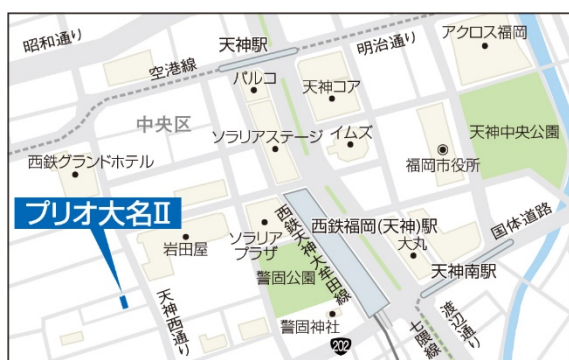 昭和通り
天神駅
明治通り
アクロス福岡
空港線
パルコ
天神コア
中央区
ソラリアステージ
イムズ
天神中央公園
西鉄グランドホテル
福岡市役所
プリオ大名Ⅱ
岩田屋
ソラリア
プラザ
西鉄天神大牟田線
西鉄福岡(天神)駅
大丸
国体道路
天神西通り
警固公園
天神南駅
警固神社
202
七隈線
渡辺通り